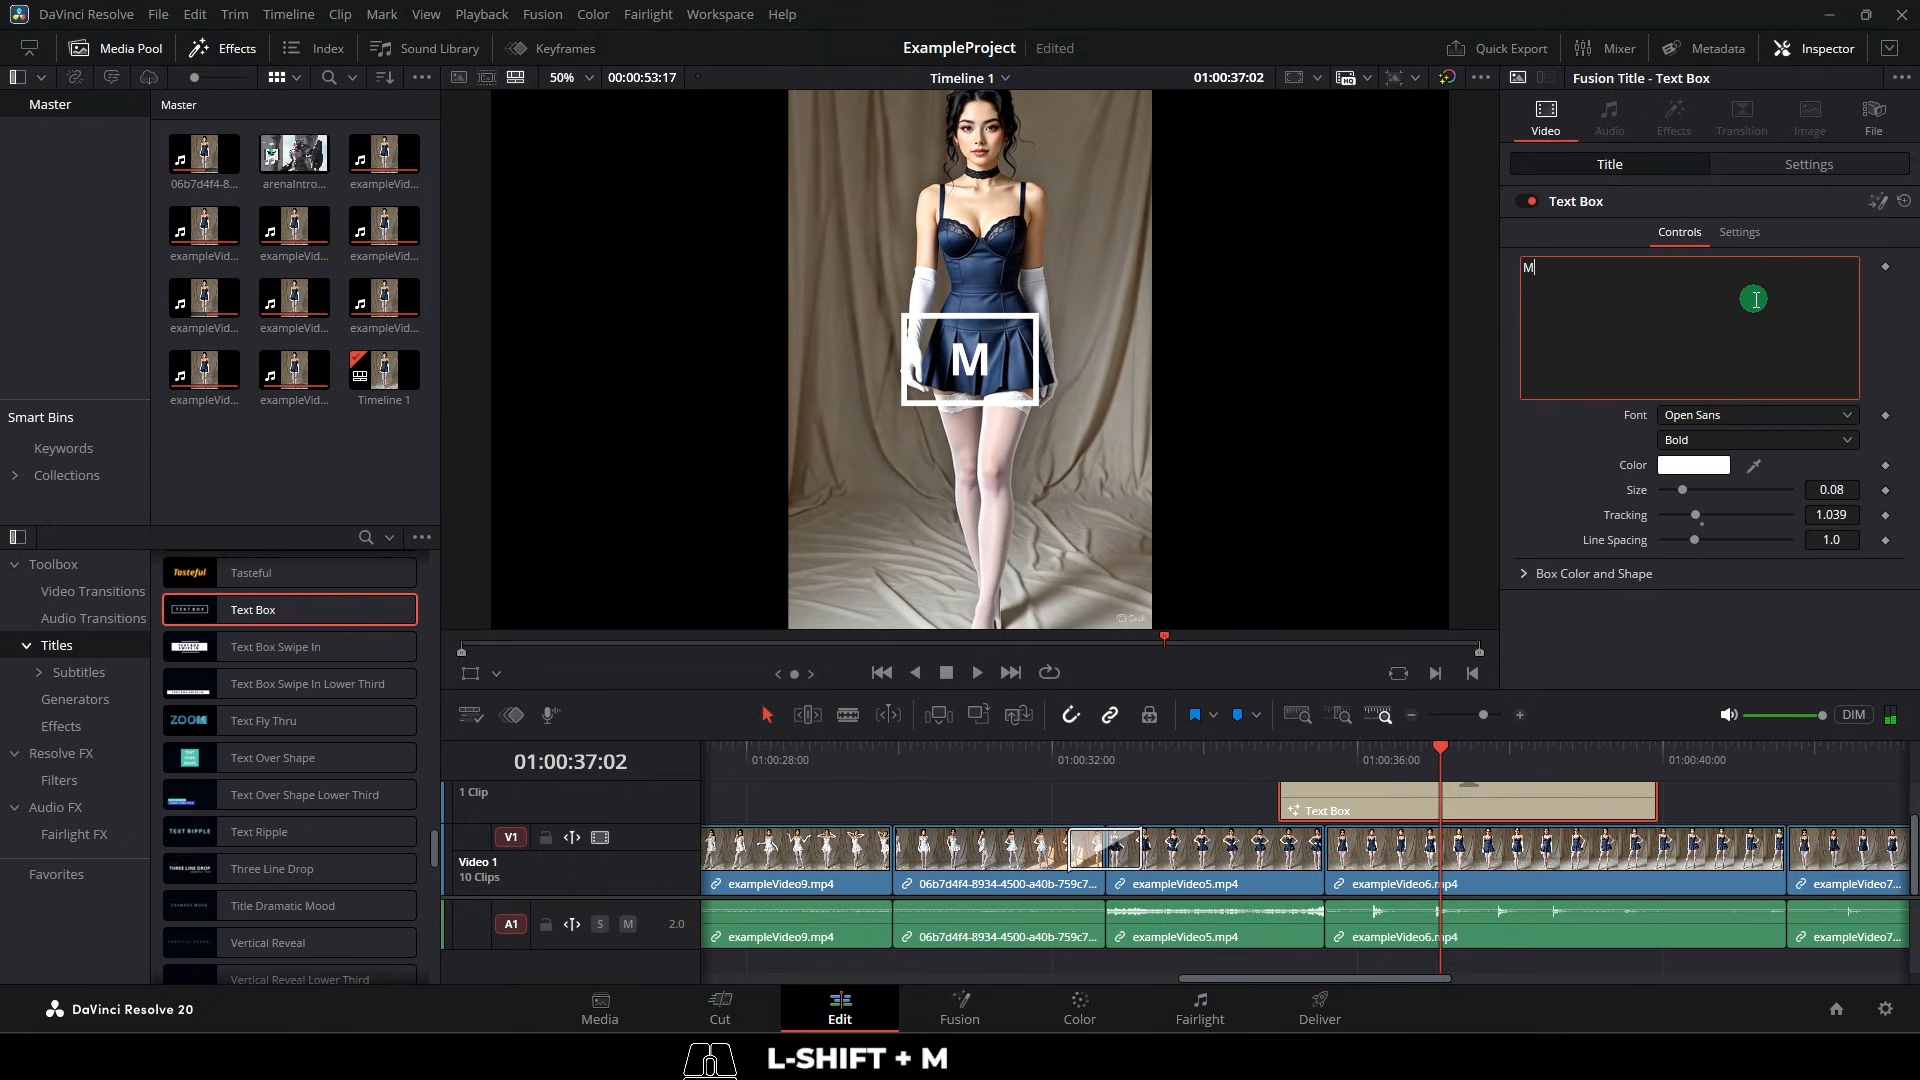 DaVinci Resolve File Edit Trim Timeline Clip Mark View Playback Fusion Color Fairlight Workspace Help
Media Pool Effects Index Sound Library Keyframes ExampleProject Edited Quick Export Mixer Metadata Inspector
50% 00:00:53:17 Timeline 1 01:00:37:02 Fusion Title - Text Box
Master Master
Video Audio Effects Transition Image File
06b7d4f4-8... arenaIntro... exampleVid...
Title Settings
Text Box
Controls Settings
exampleVid... exampleVid... exampleVid...
M
exampleVid... exampleVid... exampleVid...
M
exampleVid... exampleVid... Timeline 1
Smart Bins
Keywords
Collections
Font Open Sans
Bold
Color
Size 0.08
Tracking 1.039
Line Spacing 1.0
Box Color and Shape
Toolbox
Video Transitions
Audio Transitions
Titles
Subtitles
Generators
Effects
Resolve FX
Filters
Audio FX
Fairlight FX
Favorites
Tasteful Tasteful
TEXT BOX Text Box
Text Box Swipe In
Text Box Swipe In Lower Third
ZOOM Text Fly Thru
Text Over Shape
Text Over Shape Lower Third
TEXT RIPPLE Text Ripple
THREE LINE DROP Three Line Drop
Title Dramatic Mood
Vertical Reveal
Vertical Reveal Lower Third
DIM
01:00:37:02 01:00:28:00 01:00:32:00 01:00:36:00 01:00:40:00
1 Clip
Text Box
V1
Video 1
10 Clips
exampleVideo9.mp4 06b7d4f4-8934-4500-a40b-759c7... exampleVideo5.mp4 exampleVideo6.mp4 exampleVideo7...
A1 S M 2.0
exampleVideo9.mp4 06b7d4f4-8934-4500-a40b-759c7... exampleVideo5.mp4 exampleVideo6.mp4 exampleVideo7...
DaVinci Resolve 20
Media Cut Edit Fusion Color Fairlight Deliver
L-SHIFT + M